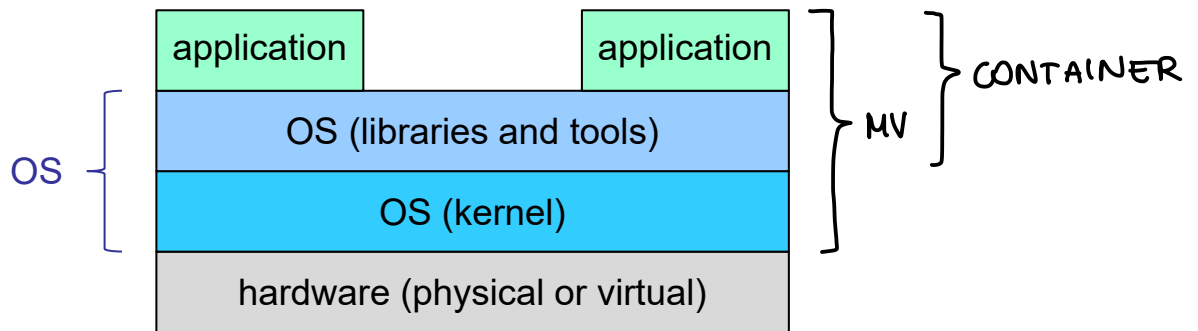 application
application
CONTAINER
OS (libraries and tools)
MV
OS
OS (kernel)
hardware (physical or virtual)